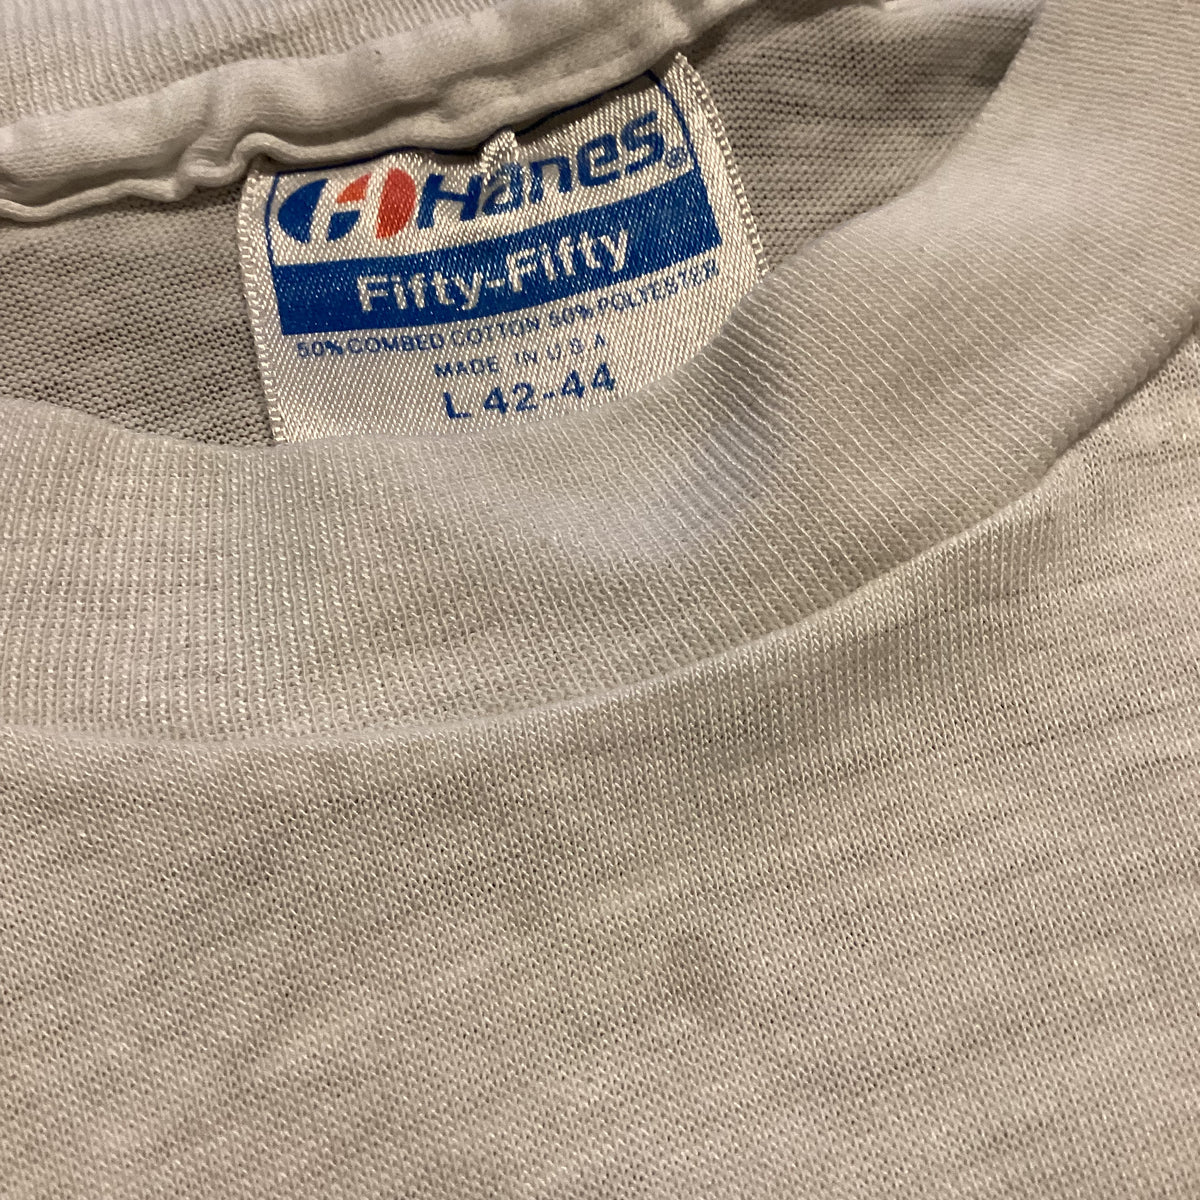 Hanes®
Fifty-Fifty
50% COMBED COTTON 50% POLYESTER
MADE IN U.S.A
L 42-44